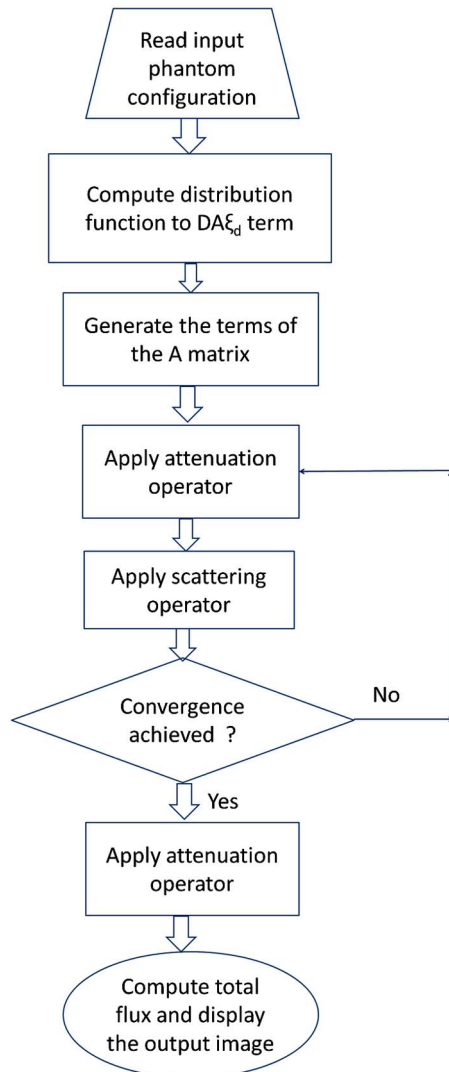 Read input
phantom
configuration
Compute distribution
function to DAξd term
Generate the terms of
the A matrix
Apply attenuation
operator
Apply scattering
operator
Convergence
achieved ?
No
Yes
Apply attenuation
operator
Compute total
flux and display
the output image